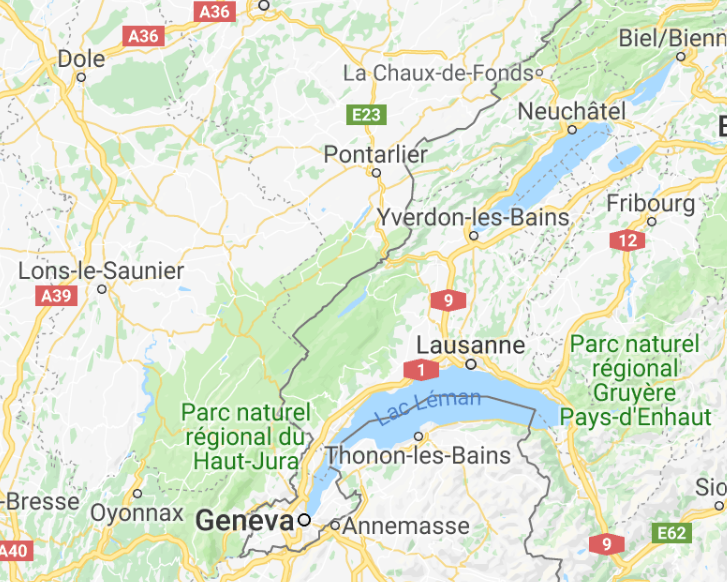 A36
A36
Dole
Biel/Bienn
La Chaux-de-Fonds
E23
Neuchâtel
Pontarlier
Yverdon-les-Bains
Fribourg
12
Lons-le-Saunier
A39
9
Lausanne
1
Parc naturel
régional
Gruyère
Pays-d'Enhaut
Lac Léman
Parc naturel
régional du
Haut-Jura
Thonon-les-Bains
-Bresse
Oyonnax
Geneva
Annemasse
Sio
E62
9
A40